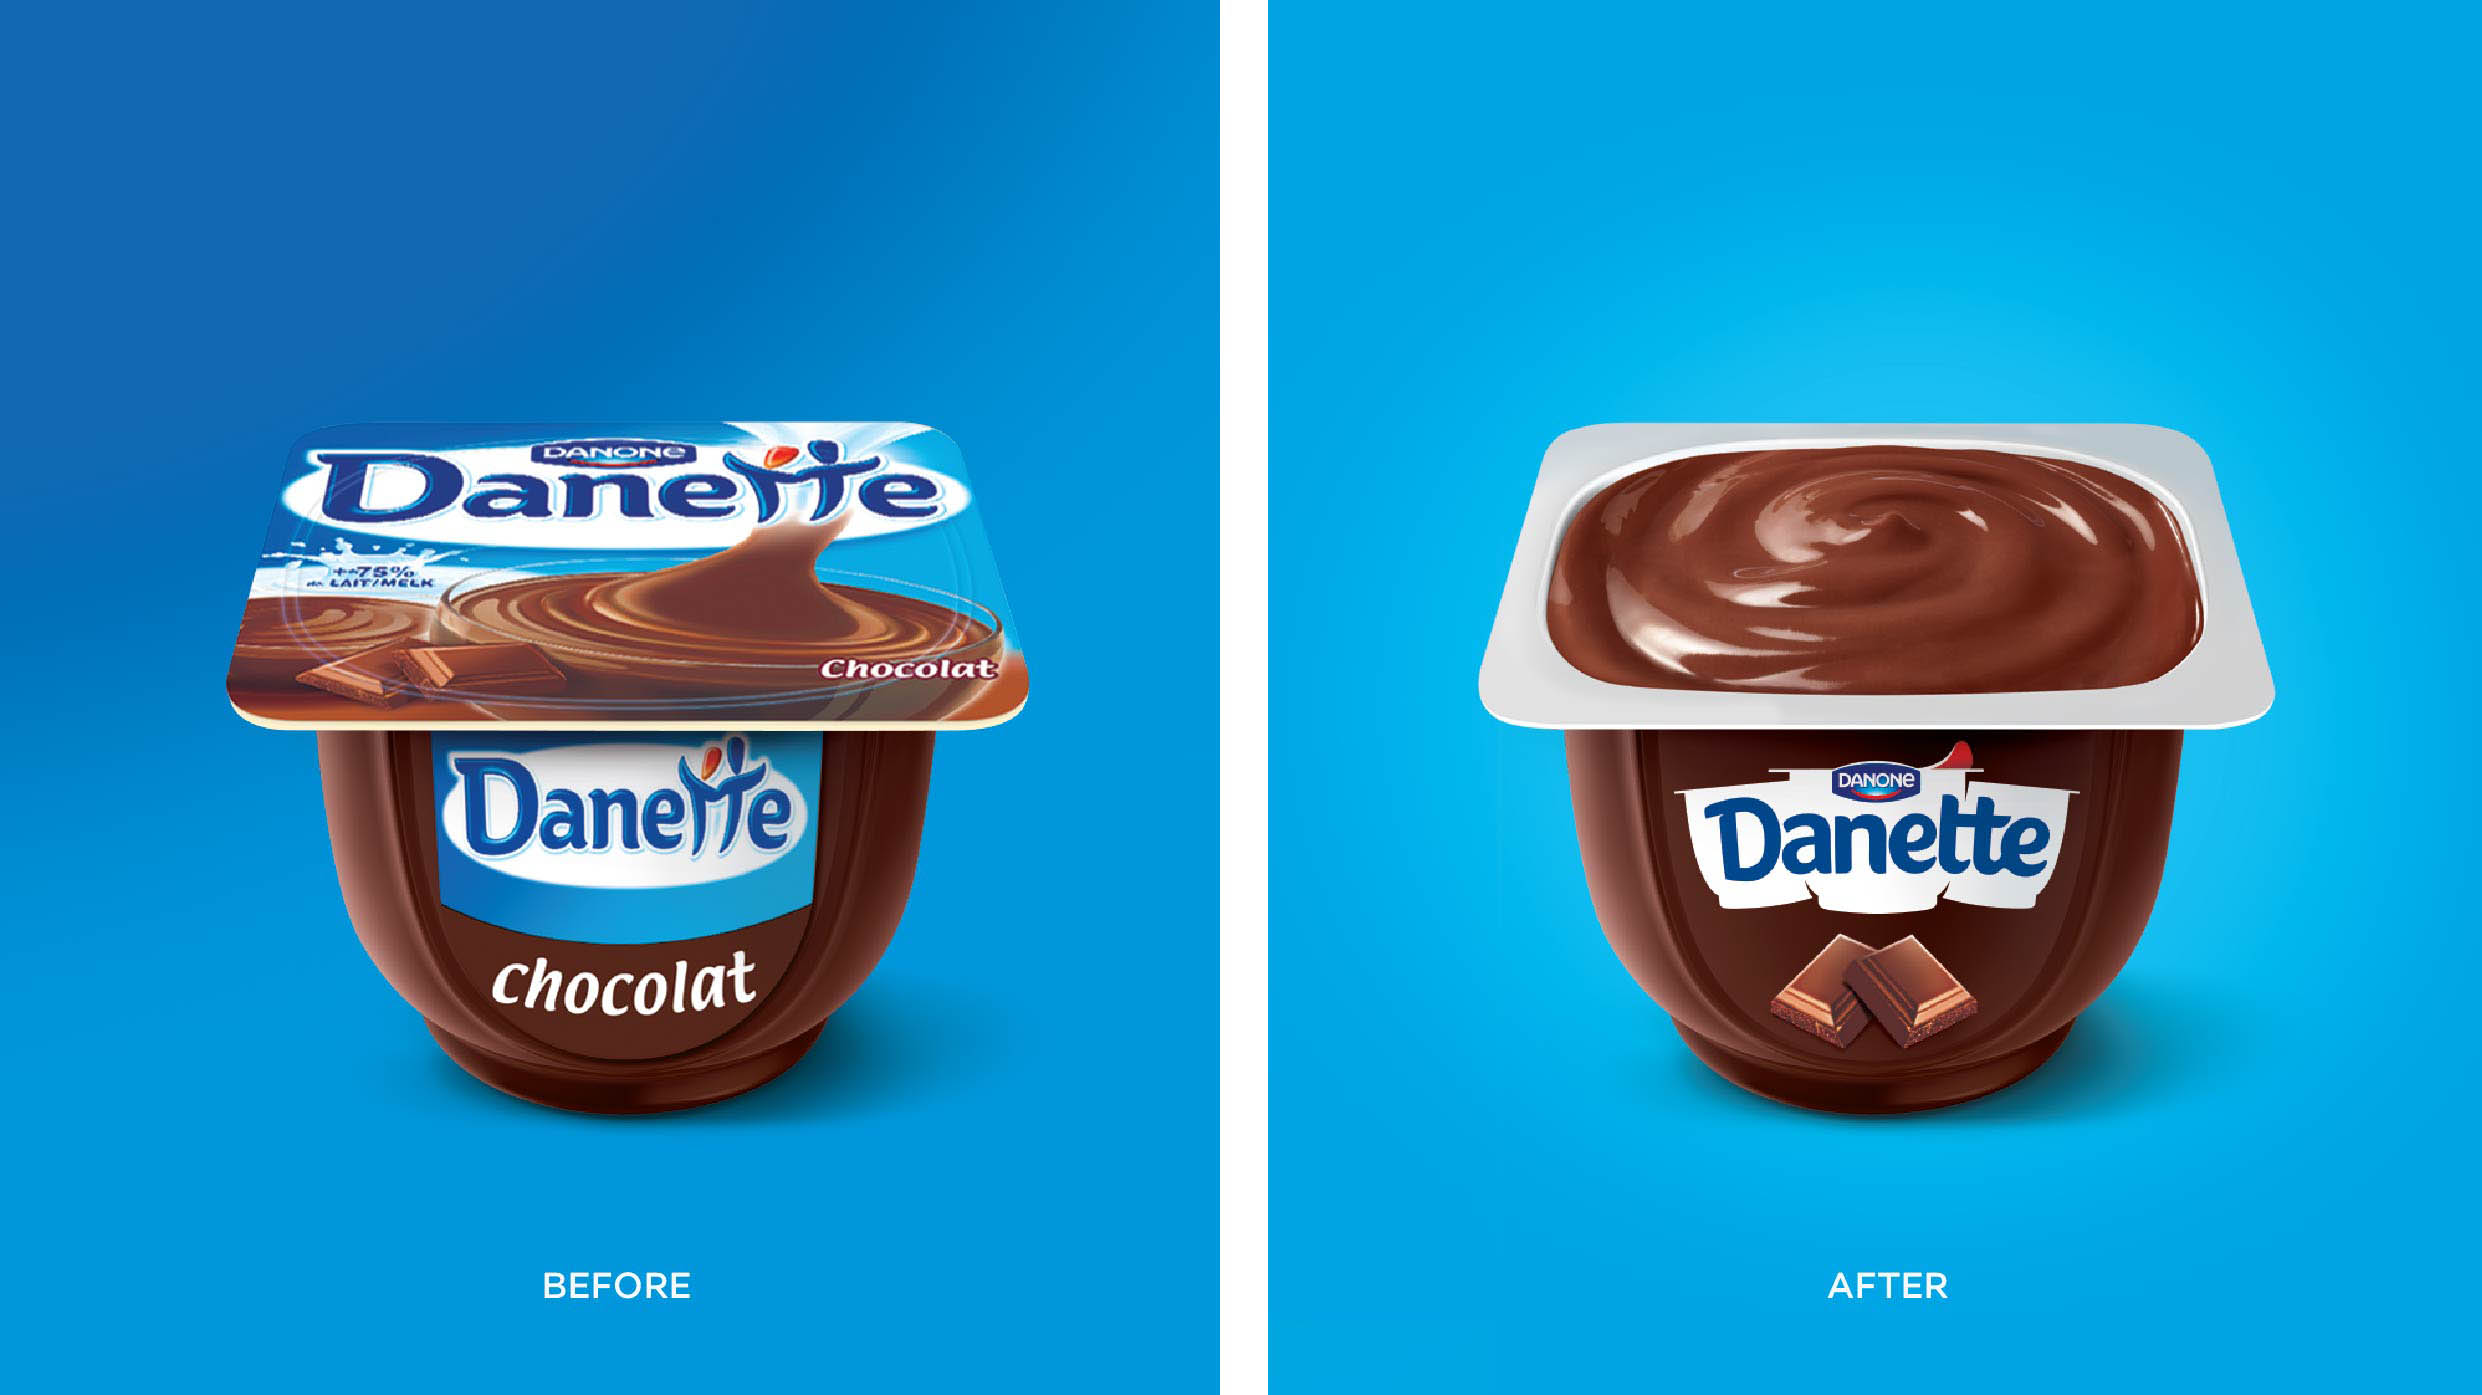 DANONE
Danette
++75%
de LAIT/MELK
Chocolat
Danette
chocolat
BEFORE
DANONE
Danette
AFTER